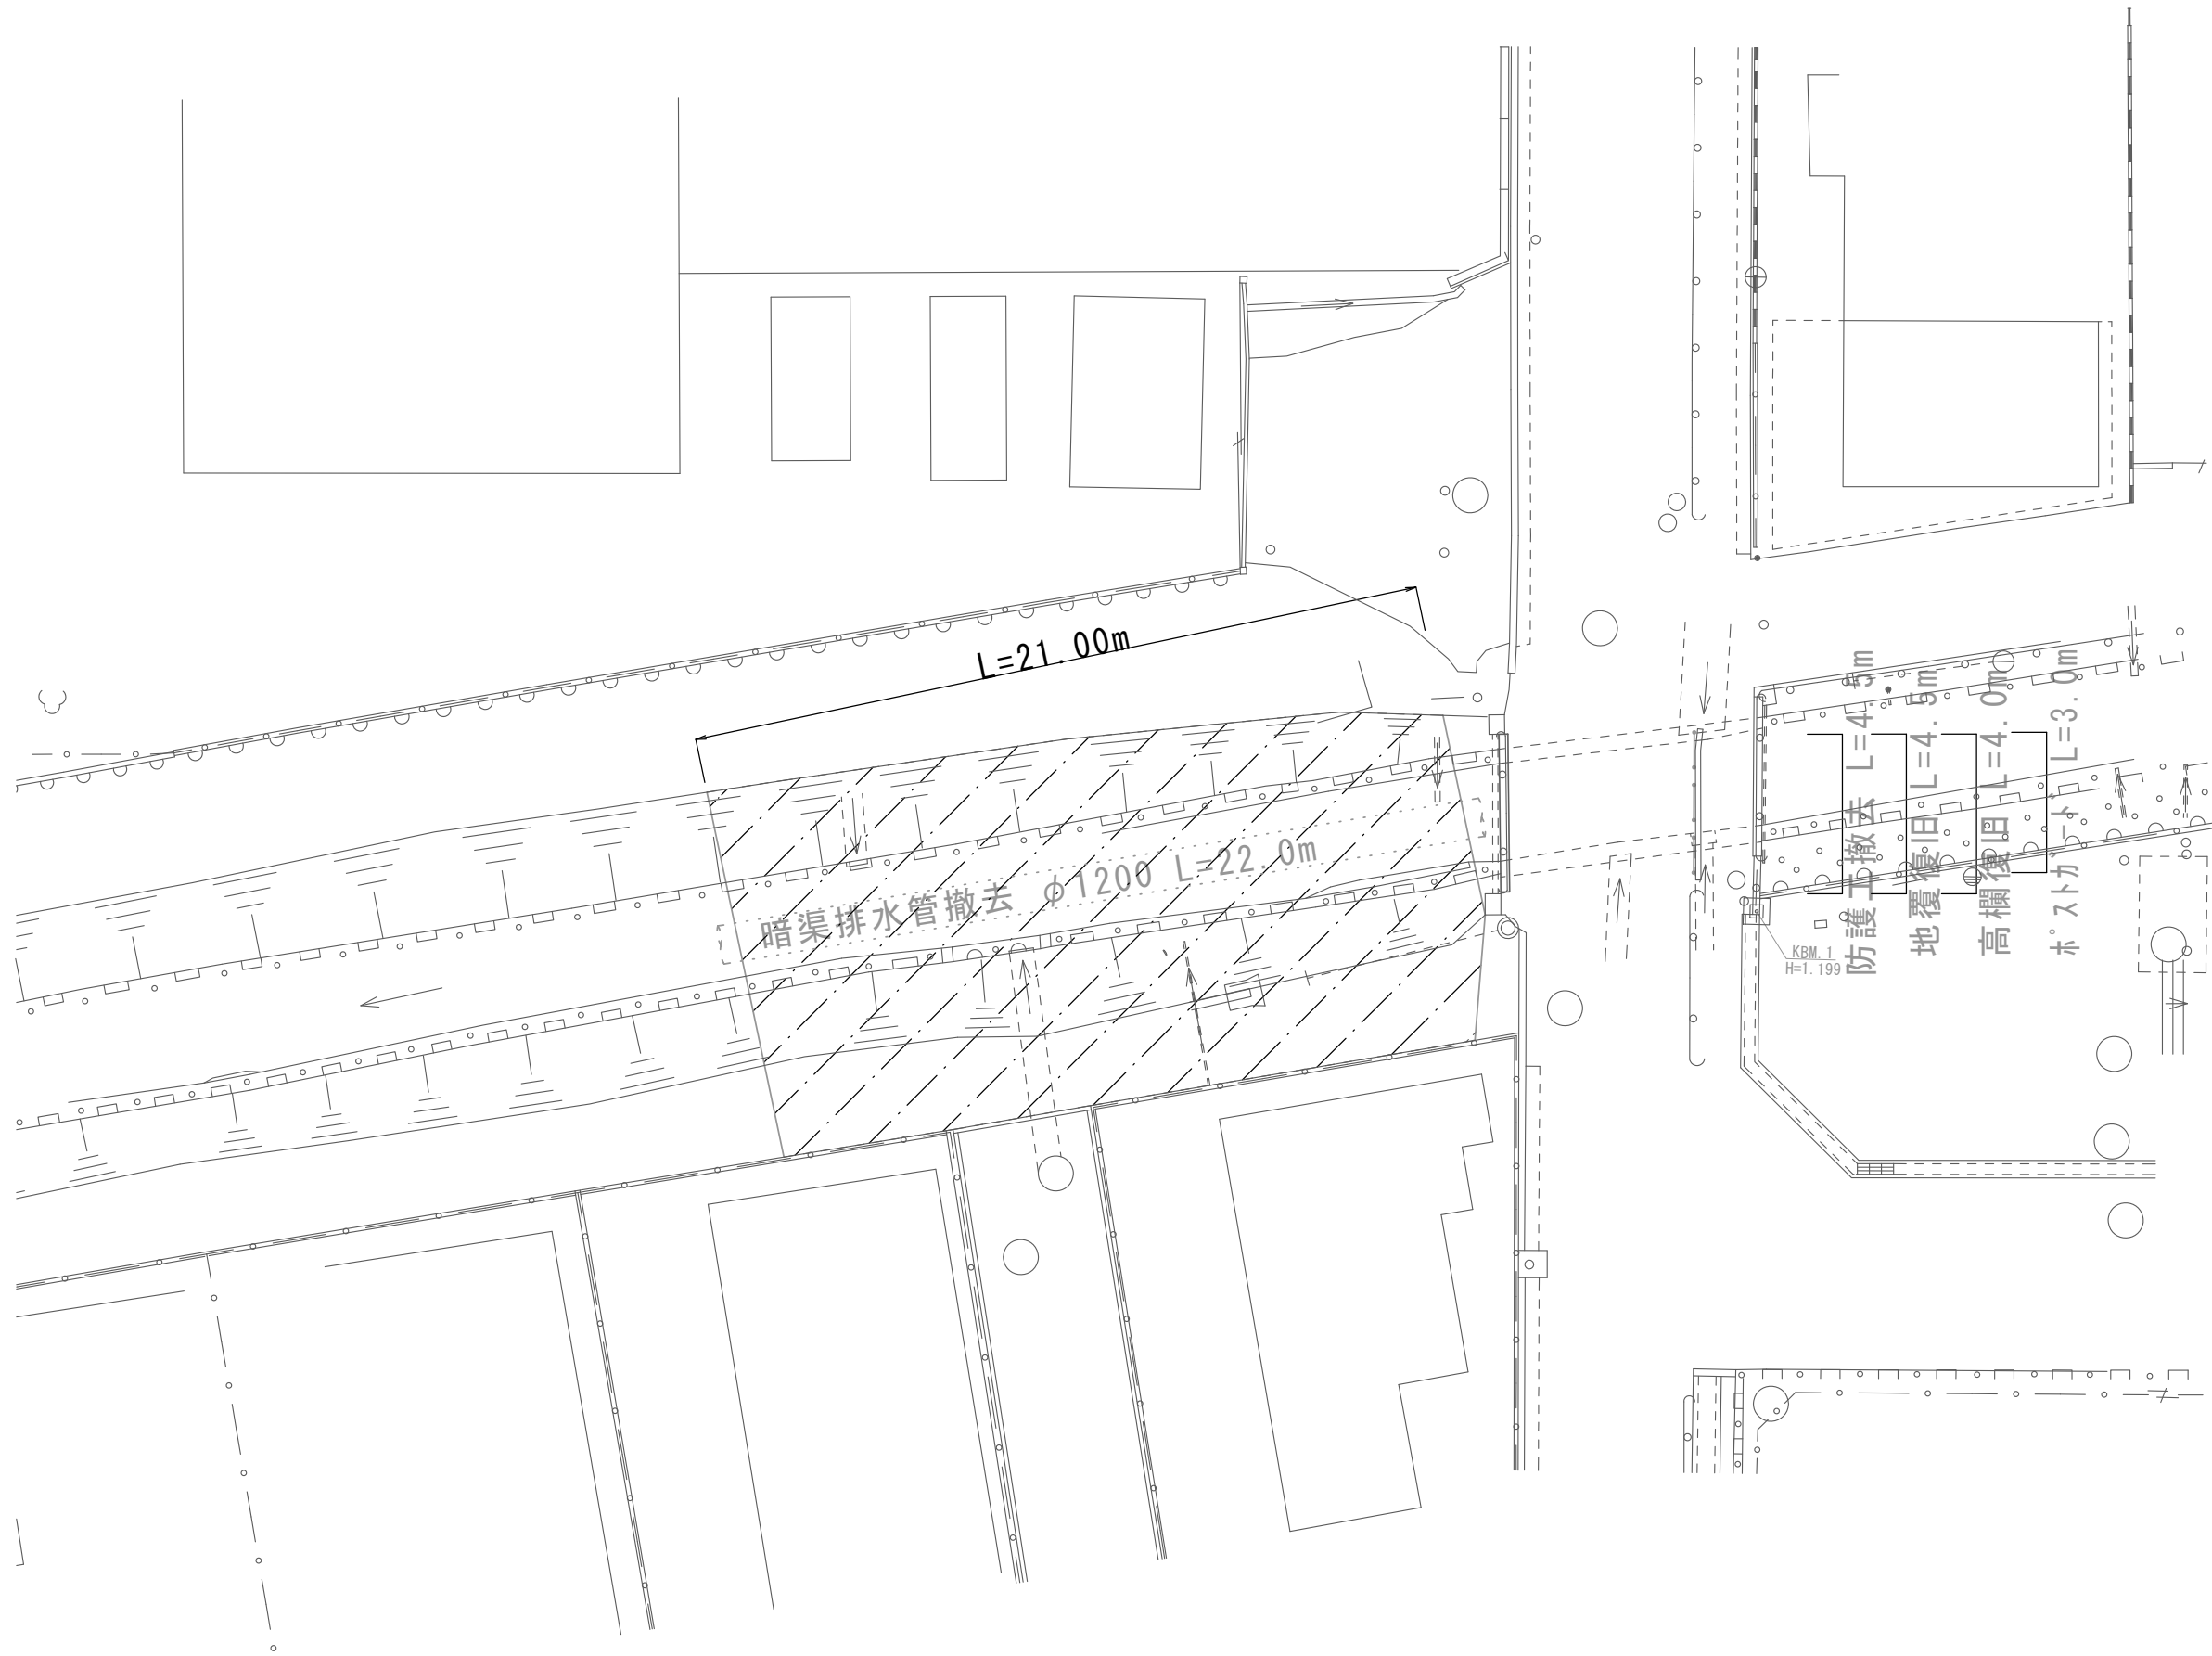 L=21.00m
暗渠排水管撤去 φ1200 L=22.0m
防護工撤去 L=4.5m
地覆復旧 L=4.5m
高欄復旧 L=4.0m
ﾎﾟｽﾄｶﾞｰﾄﾞ L=3.0m
KBM.1
H=1.199